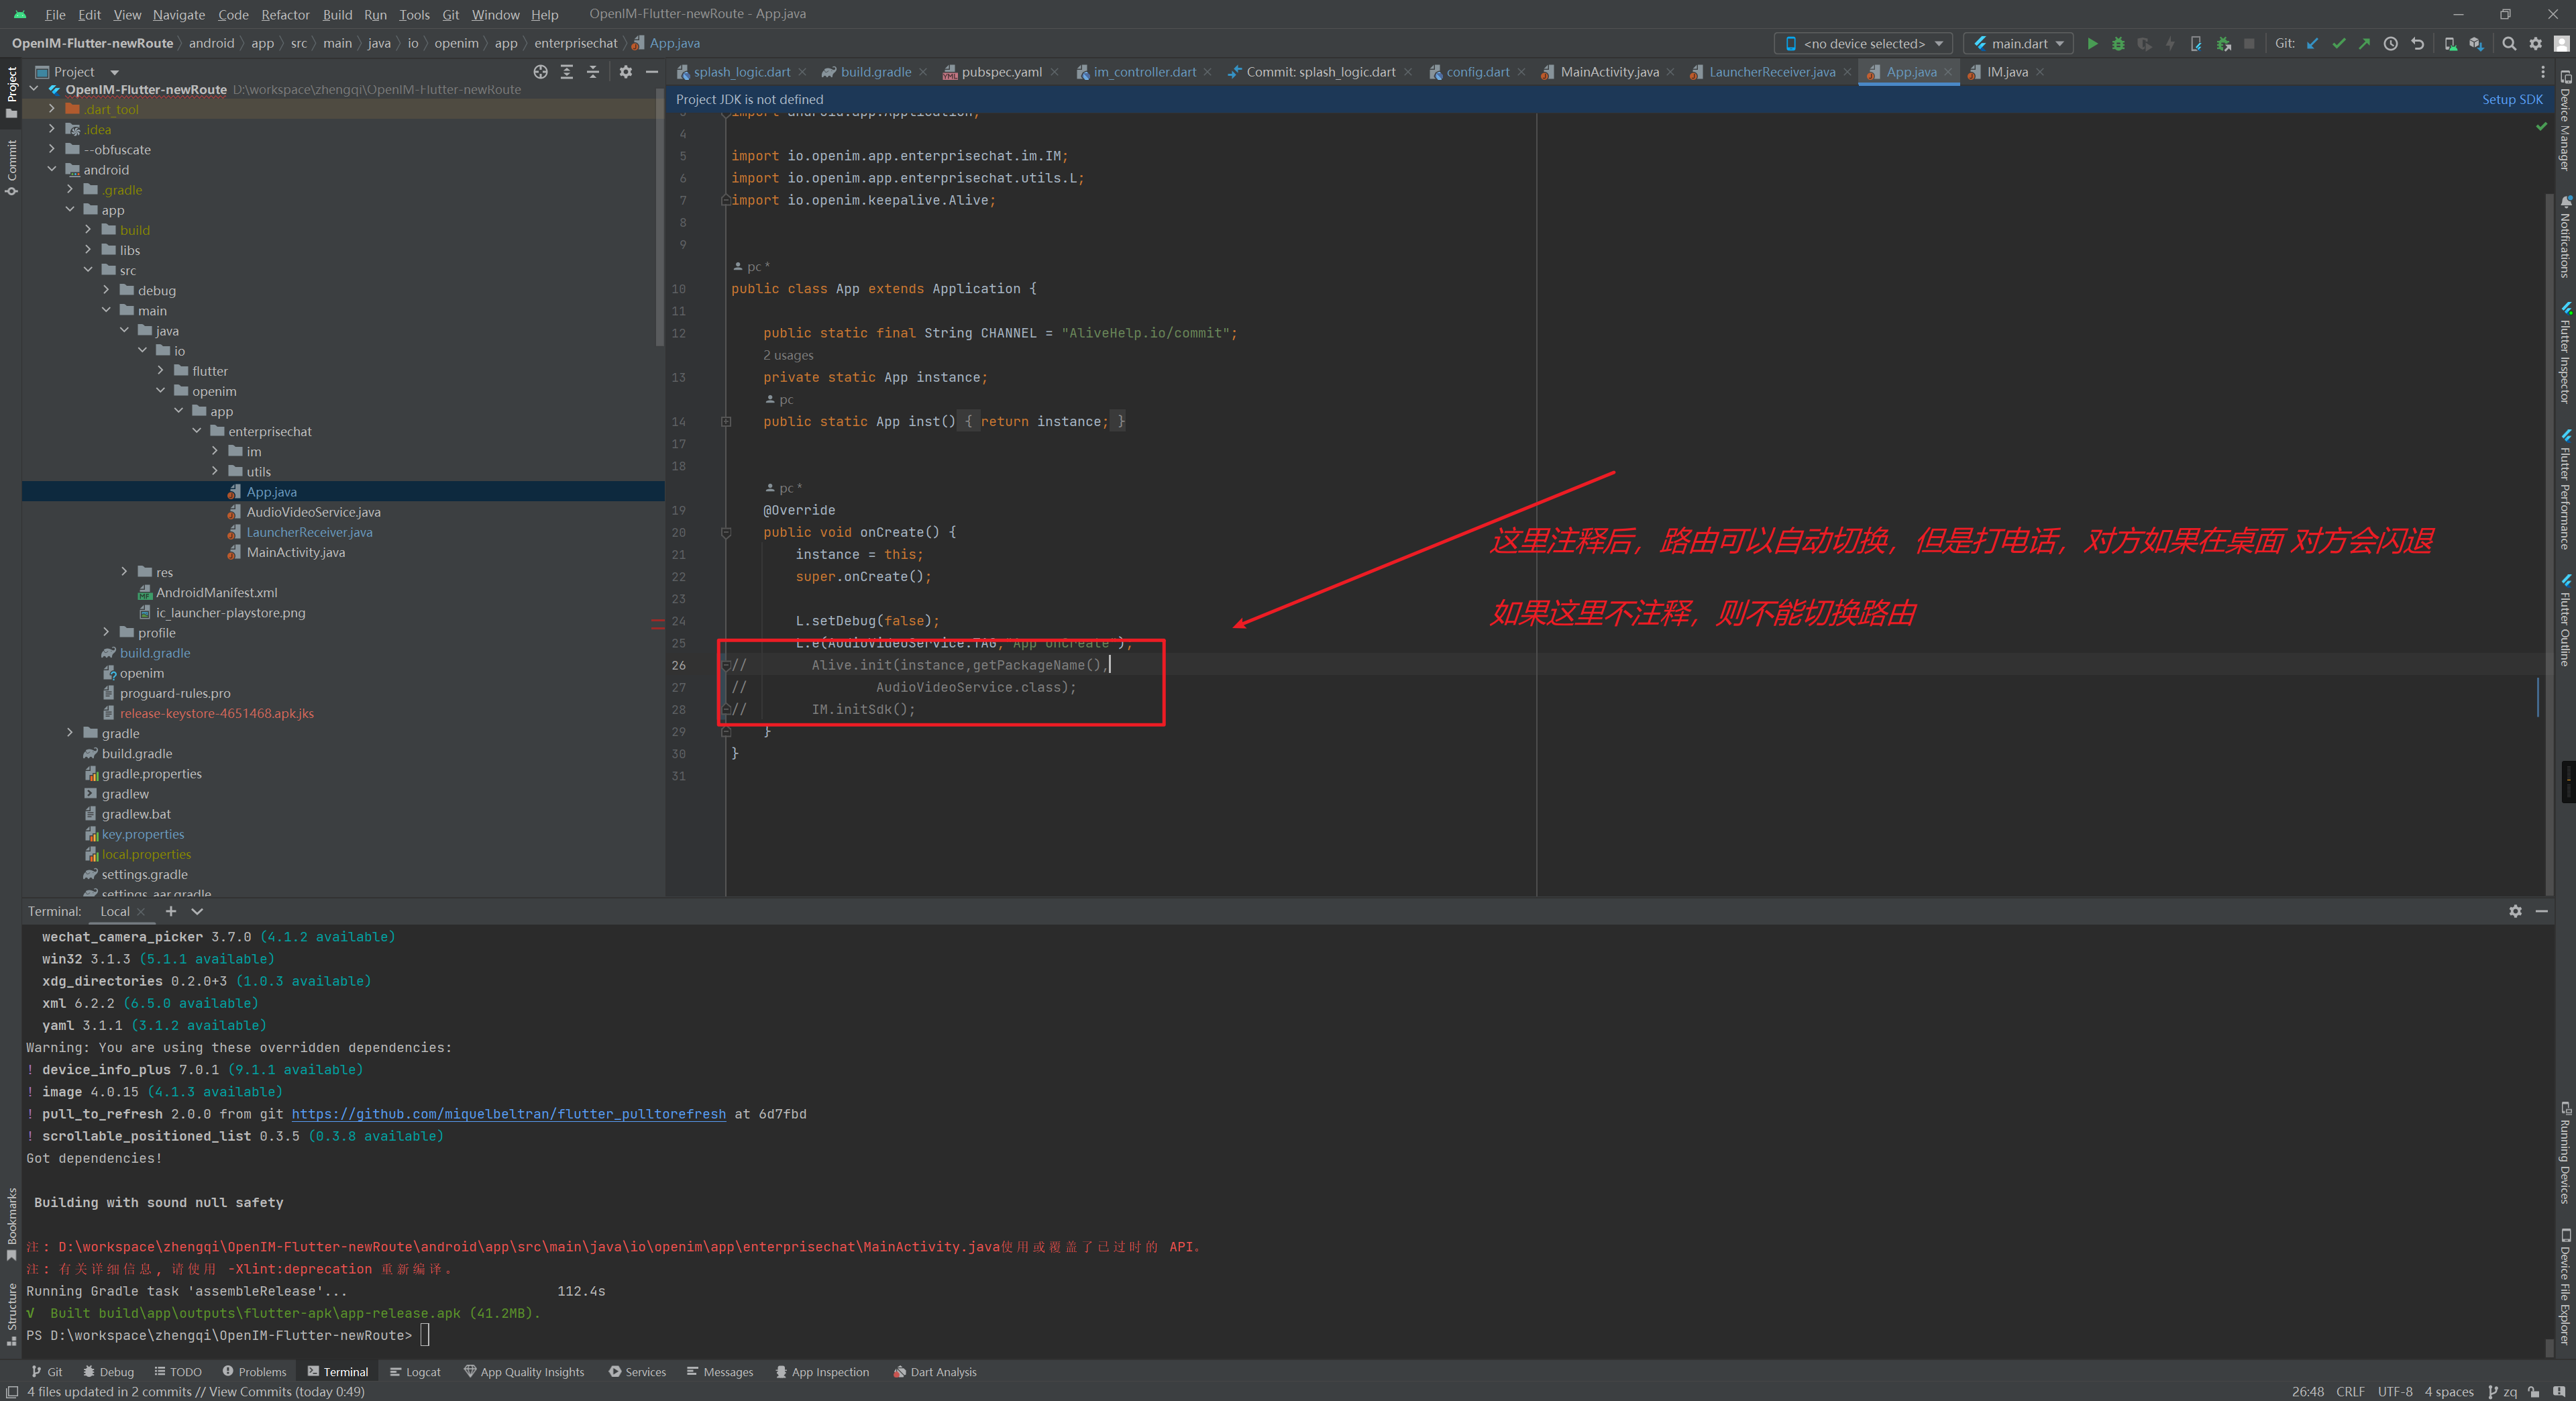 File Edit View Navigate Code Refactor Build Run Tools Git Window Help OpenIM-Flutter-newRoute - App.java
OpenIM-Flutter-newRoute android app src main java io openim app enterprisechat App.java <no device selected> main.dart Git:
Project
splash_logic.dart build.gradle pubspec.yaml im_controller.dart Commit: splash_logic.dart config.dart MainActivity.java LauncherReceiver.java App.java IM.java
Project JDK is not defined Setup SDK
OpenIM-Flutter-newRoute D:\workspace\zhengqi\OpenIM-Flutter-newRoute
.dart_tool
.idea
--obfuscate
android
.gradle
app
build
libs
src
debug
main
java
io
flutter
openim
app
enterprisechat
im
utils
App.java
AudioVideoService.java
LauncherReceiver.java
MainActivity.java
res
AndroidManifest.xml
ic_launcher-playstore.png
profile
build.gradle
openim
proguard-rules.pro
release-keystore-4651468.apk.jks
gradle
build.gradle
gradle.properties
gradlew
gradlew.bat
key.properties
local.properties
settings.gradle
settings_aar.gradle
3 import android.app.Application;
4
5 import io.openim.app.enterprisechat.im.IM;
6 import io.openim.app.enterprisechat.utils.L;
7 import io.openim.keepalive.Alive;
8
9
pc *
10 public class App extends Application {
11
12 public static final String CHANNEL = "AliveHelp.io/commit";
2 usages
13 private static App instance;
pc
14 public static App inst() { return instance; }
17
18
pc *
19 @Override
20 public void onCreate() {
21 instance = this;
22 super.onCreate();
23
24 L.setDebug(false);
25 L.e(AudioVideoService.TAG,"App onCreate");
26 // Alive.init(instance,getPackageName(),
27 // AudioVideoService.class);
28 // IM.initSdk();
29 }
30 }
31
这里注释后，路由可以自动切换，但是打电话，对方如果在桌面 对方会闪退
如果这里不注释，则不能切换路由
Terminal: Local
wechat_camera_picker 3.7.0 (4.1.2 available)
win32 3.1.3 (5.1.1 available)
xdg_directories 0.2.0+3 (1.0.3 available)
xml 6.2.2 (6.5.0 available)
yaml 3.1.1 (3.1.2 available)
Warning: You are using these overridden dependencies:
! device_info_plus 7.0.1 (9.1.1 available)
! image 4.0.15 (4.1.3 available)
! pull_to_refresh 2.0.0 from git https://github.com/miquelbeltran/flutter_pulltorefresh at 6d7fbd
! scrollable_positioned_list 0.3.5 (0.3.8 available)
Got dependencies!
Building with sound null safety
注: D:\workspace\zhengqi\OpenIM-Flutter-newRoute\android\app\src\main\java\io\openim\app\enterprisechat\MainActivity.java使用或覆盖了已过时的 API。
注: 有关详细信息, 请使用 -Xlint:deprecation 重新编译。
Running Gradle task 'assembleRelease'... 112.4s
√ Built build\app\outputs\flutter-apk\app-release.apk (41.2MB).
PS D:\workspace\zhengqi\OpenIM-Flutter-newRoute>
Git Debug TODO Problems Terminal Logcat App Quality Insights Services Messages App Inspection Dart Analysis
4 files updated in 2 commits // View Commits (today 0:49) 26:48 CRLF UTF-8 4 spaces zq
Project
Commit
Bookmarks
Structure
Device Manager
Notifications
Flutter Inspector
Flutter Performance
Flutter Outline
Running Devices
Device File Explorer